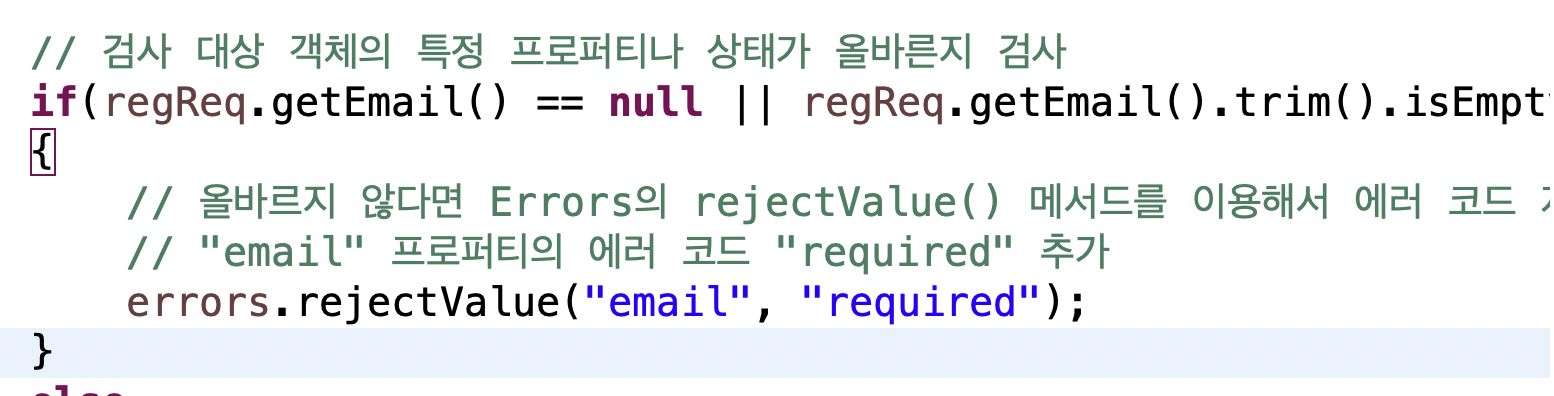 // 검사 대상 객체의 특정 프로퍼티나 상태가 올바른지 검사
if(regReq.getEmail() == null || regReq.getEmail().trim().isEmpt
{
// 올바르지 않다면 Errors의 rejectValue() 메서드를 이용해서 에러 코드
// "email" 프로퍼티의 에러 코드 "required" 추가
errors.rejectValue("email", "required");
}